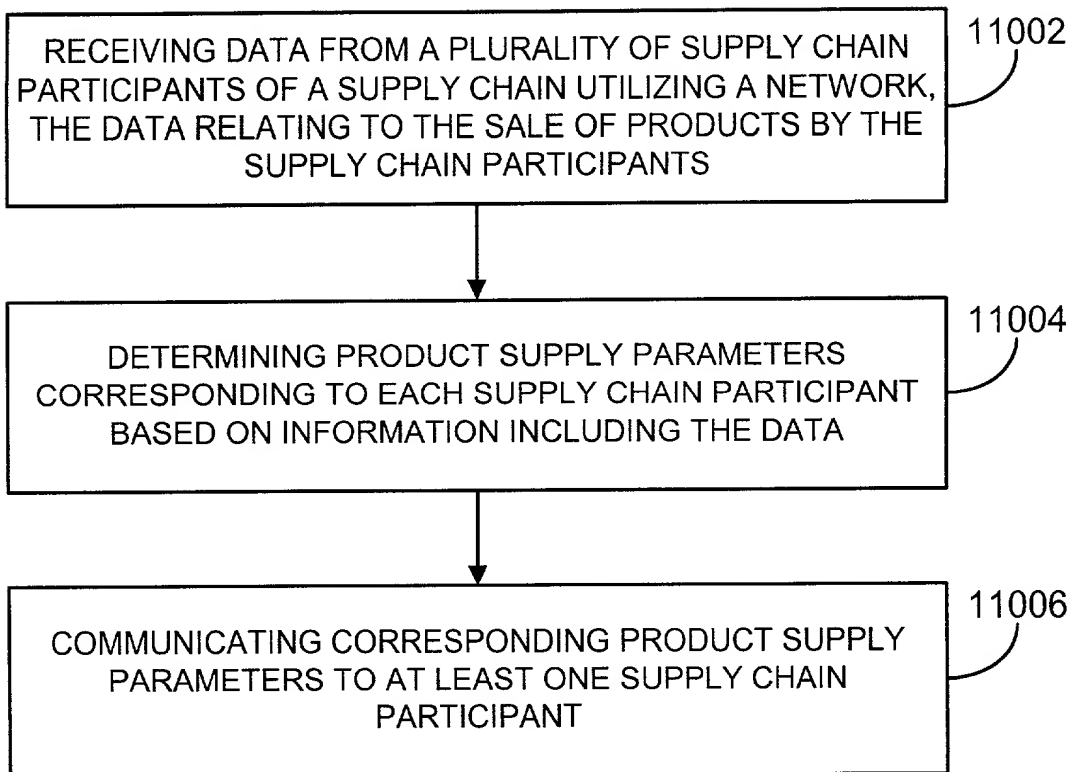 RECEIVING DATA FROM A PLURALITY OF SUPPLY CHAIN
PARTICIPANTS OF A SUPPLY CHAIN UTILIZING A NETWORK,
THE DATA RELATING TO THE SALE OF PRODUCTS BY THE
SUPPLY CHAIN PARTICIPANTS
11002
DETERMINING PRODUCT SUPPLY PARAMETERS
CORRESPONDING TO EACH SUPPLY CHAIN PARTICIPANT
BASED ON INFORMATION INCLUDING THE DATA
11004
COMMUNICATING CORRESPONDING PRODUCT SUPPLY
PARAMETERS TO AT LEAST ONE SUPPLY CHAIN
PARTICIPANT
11006